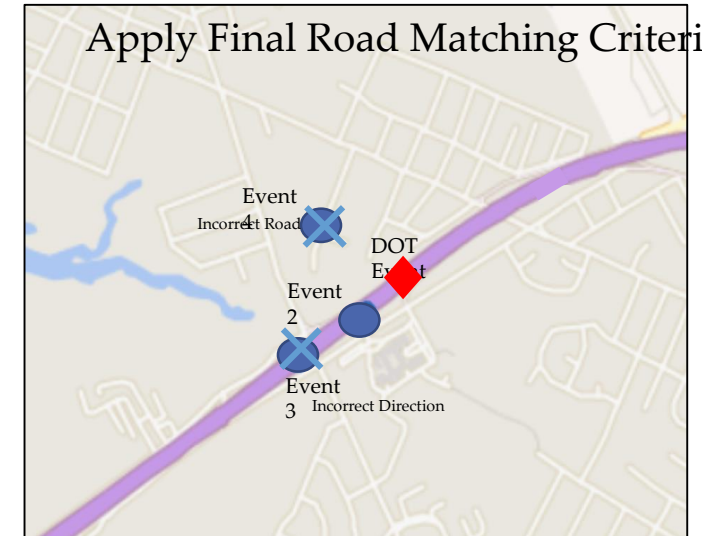 Apply Final Road Matching Criteri
Event
4
Incorrect Road
DOT
Event
Event
2
Event
3
Incorrect Direction